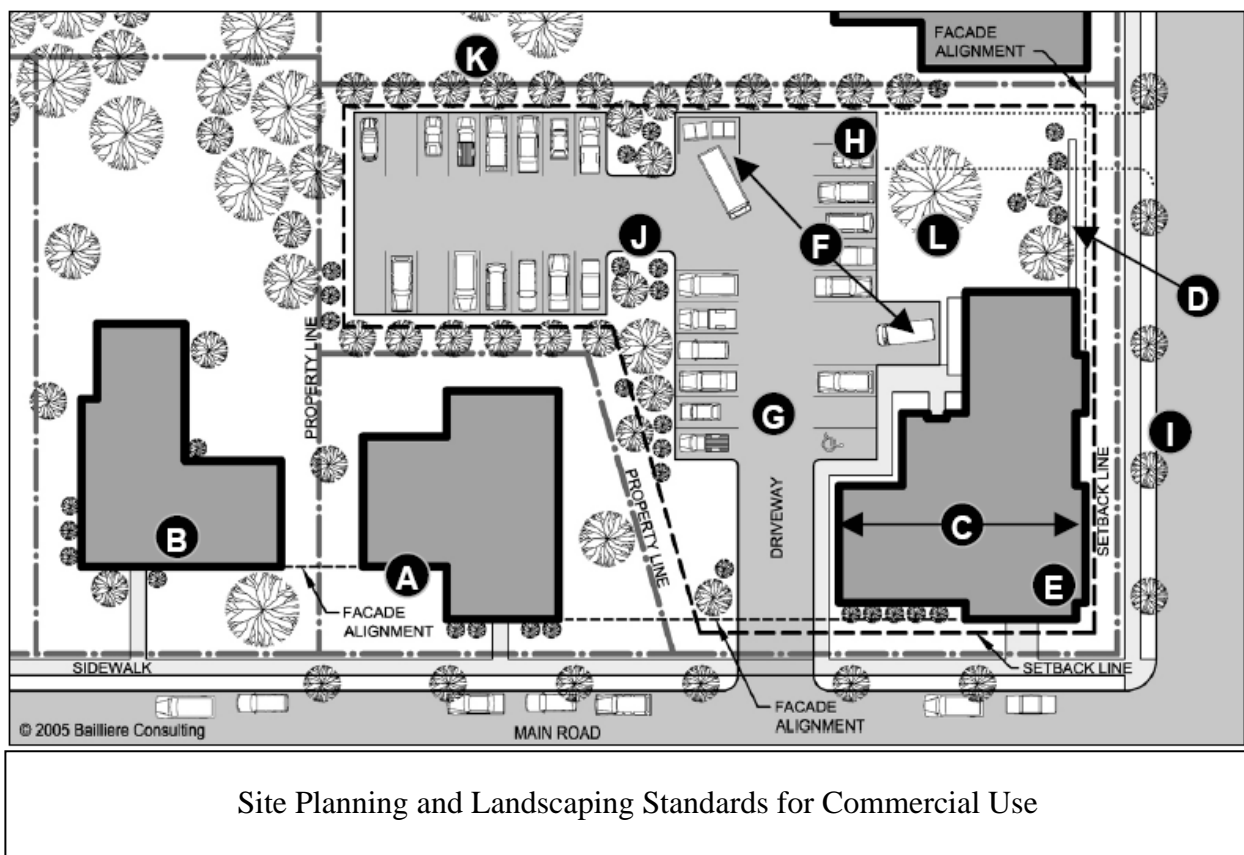 FACADE
ALIGNMENT
K
H
F
J
L
D
PROPERTY LINE
G
I
SETBACK LINE
PROPERTY LINE
DRIVEWAY
C
B
A
E
FACADE
ALIGNMENT
SIDEWALK
SETBACK LINE
FACADE
ALIGNMENT
© 2005 Bailliere Consulting
MAIN ROAD
Site Planning and Landscaping Standards for Commercial Use